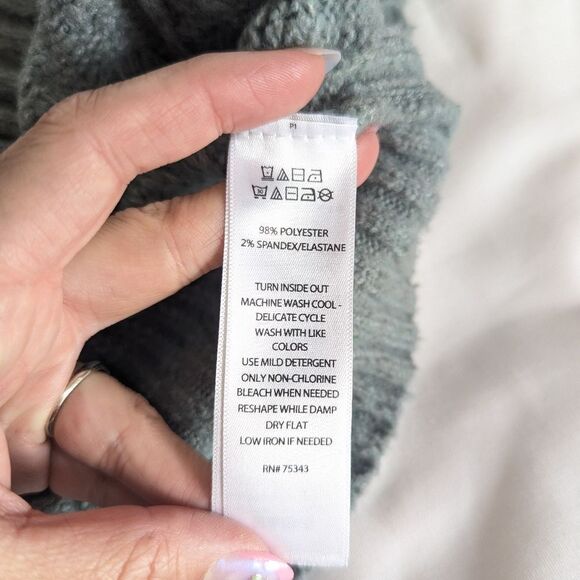 P1
98% POLYESTER
2% SPANDEX/ELASTANE
TURN INSIDE OUT
MACHINE WASH COOL -
DELICATE CYCLE
WASH WITH LIKE
COLORS
USE MILD DETERGENT
ONLY NON-CHLORINE
BLEACH WHEN NEEDED
RESHAPE WHILE DAMP
DRY FLAT
LOW IRON IF NEEDED
RN# 75343